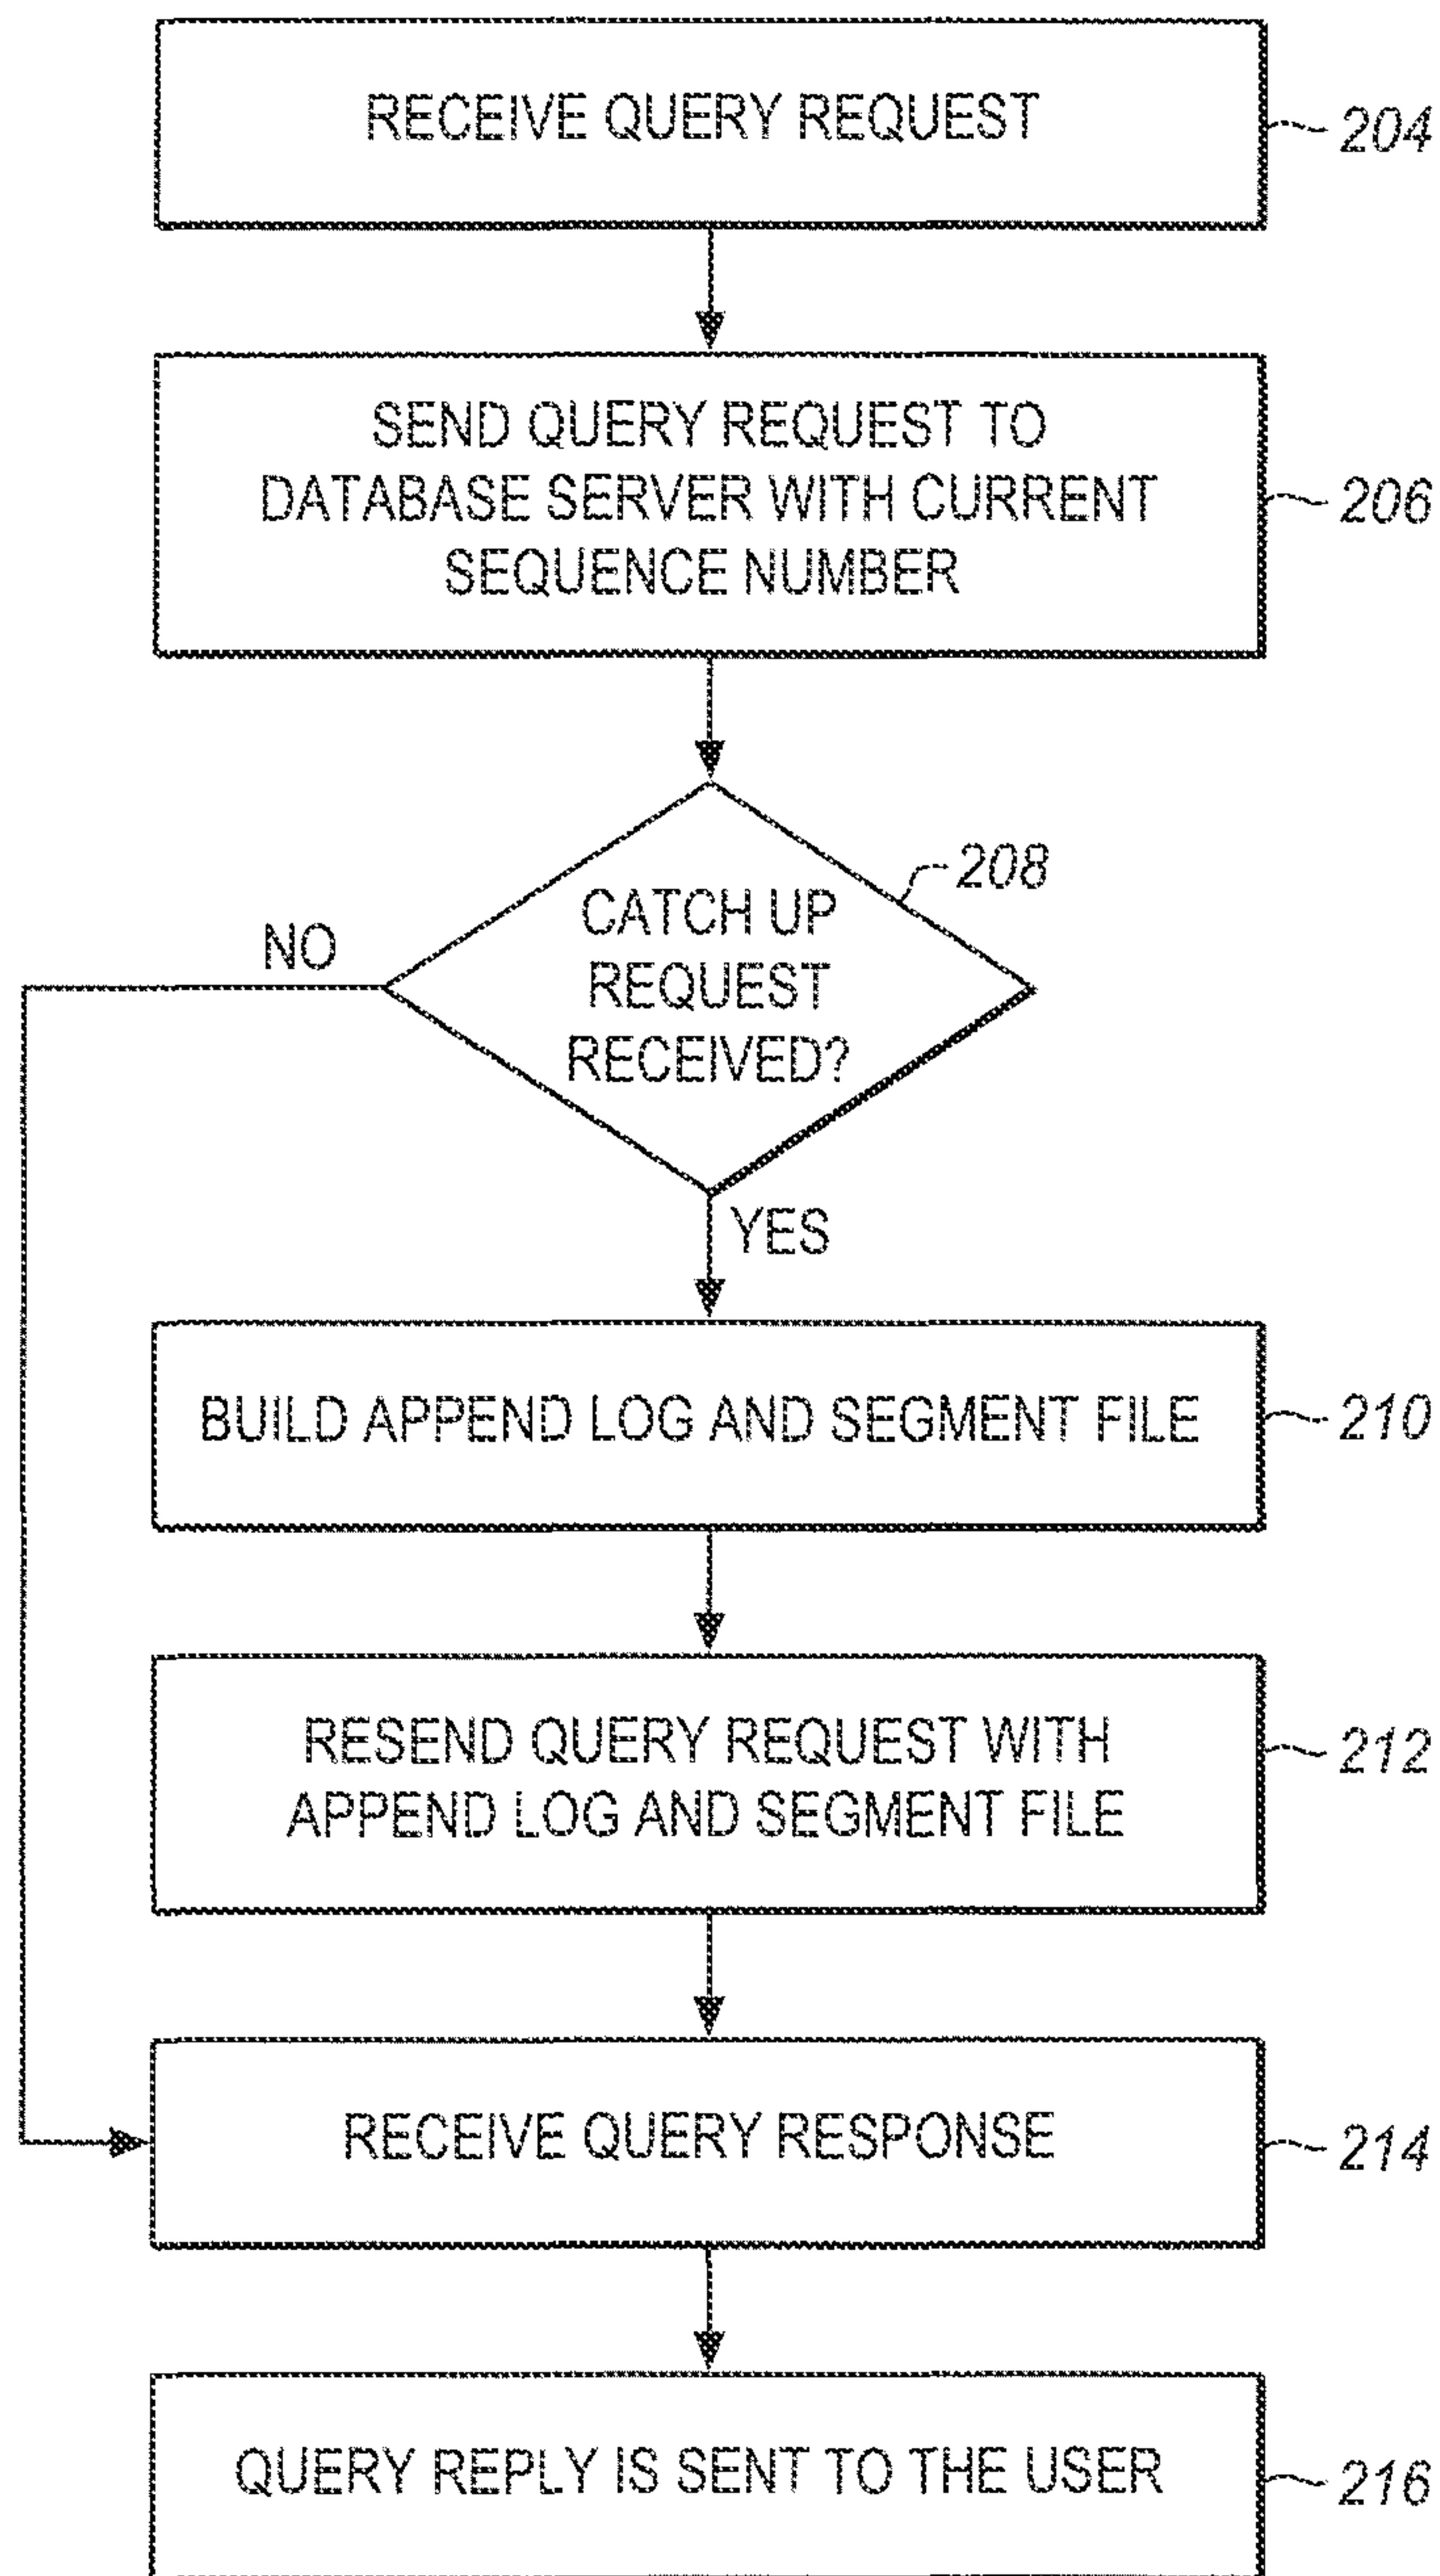 RECEIVE QUERY REQUEST
204
SEND QUERY REQUEST TO
DATABASE SERVER WITH CURRENT
SEQUENCE NUMBER
206
208
CATCH UP
REQUEST
RECEIVED?
NO
YES
BUILD APPEND LOG AND SEGMENT FILE
210
RESEND QUERY REQUEST WITH
APPEND LOG AND SEGMENT FILE
212
RECEIVE QUERY RESPONSE
214
QUERY REPLY IS SENT TO THE USER
216